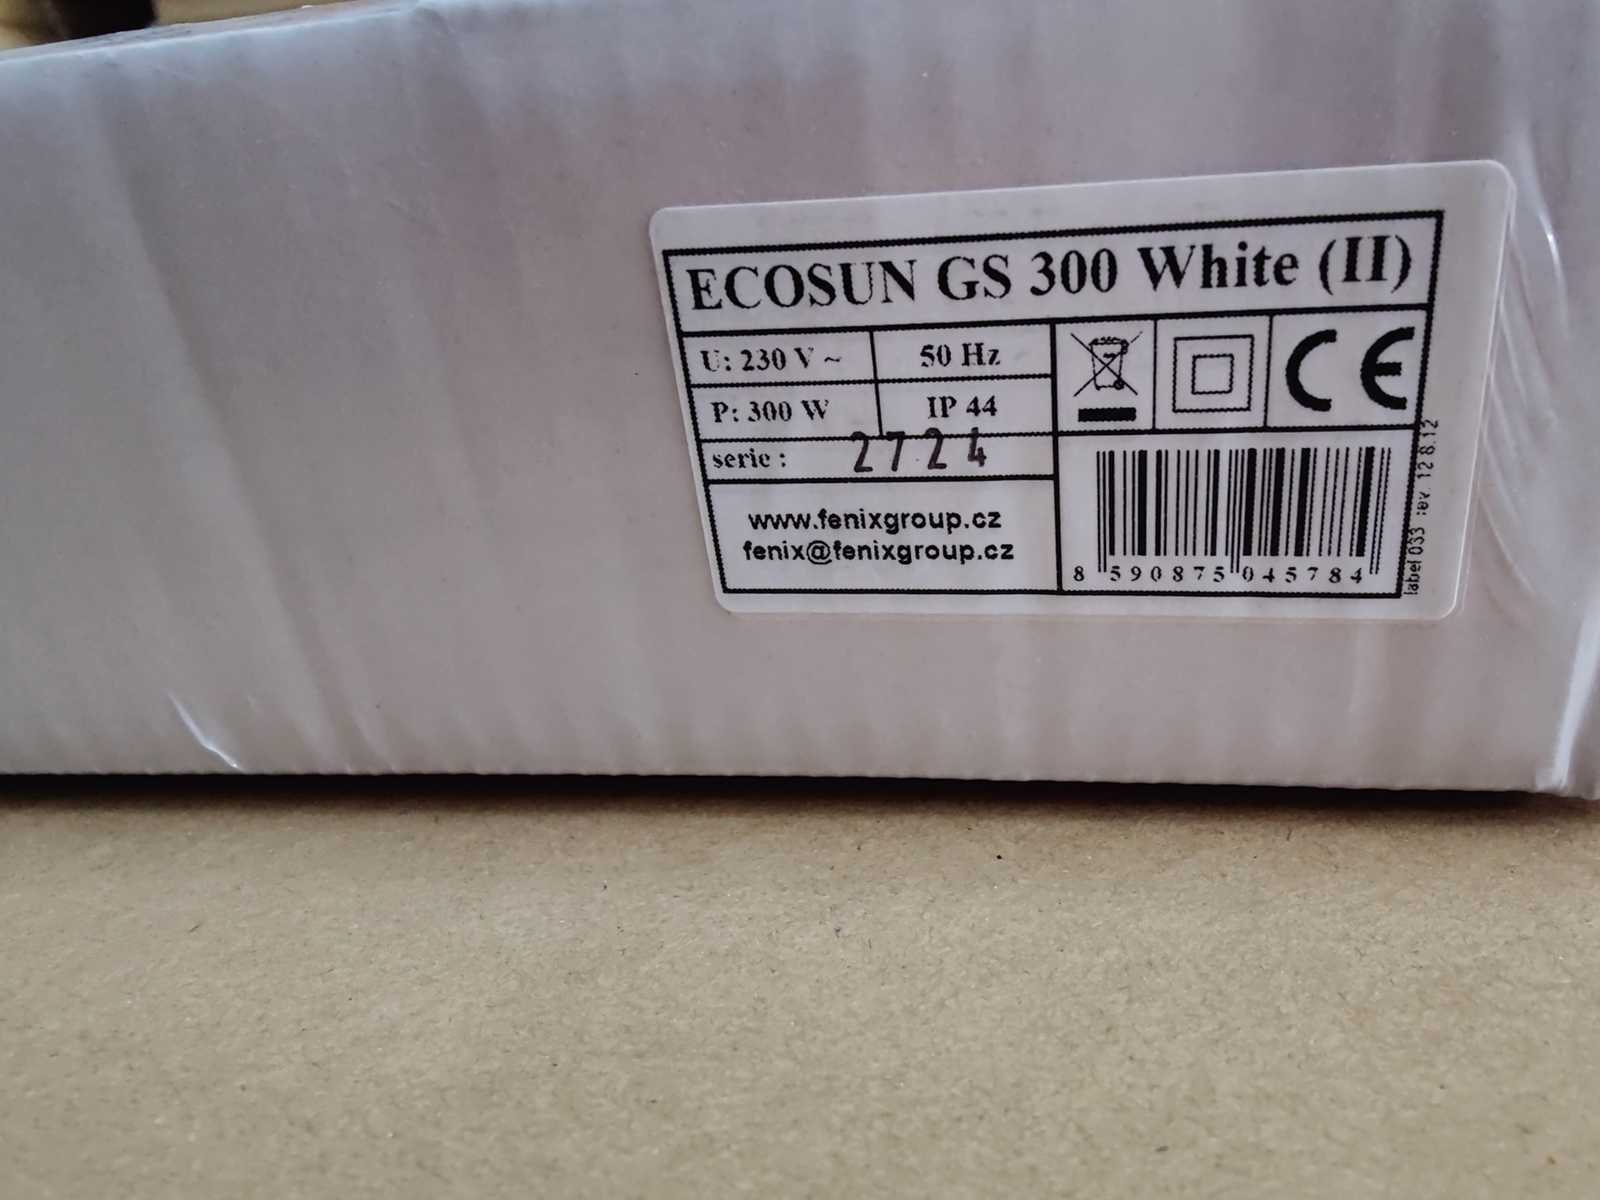 ECOSUN GS 300 White (II)
U: 230 V ~ 50 Hz
P: 300 W IP 44
CE
serie : 2724
www.fenixgroup.cz
fenix@fenixgroup.cz
8 590875 045784
label 033 rev. 12.8.12